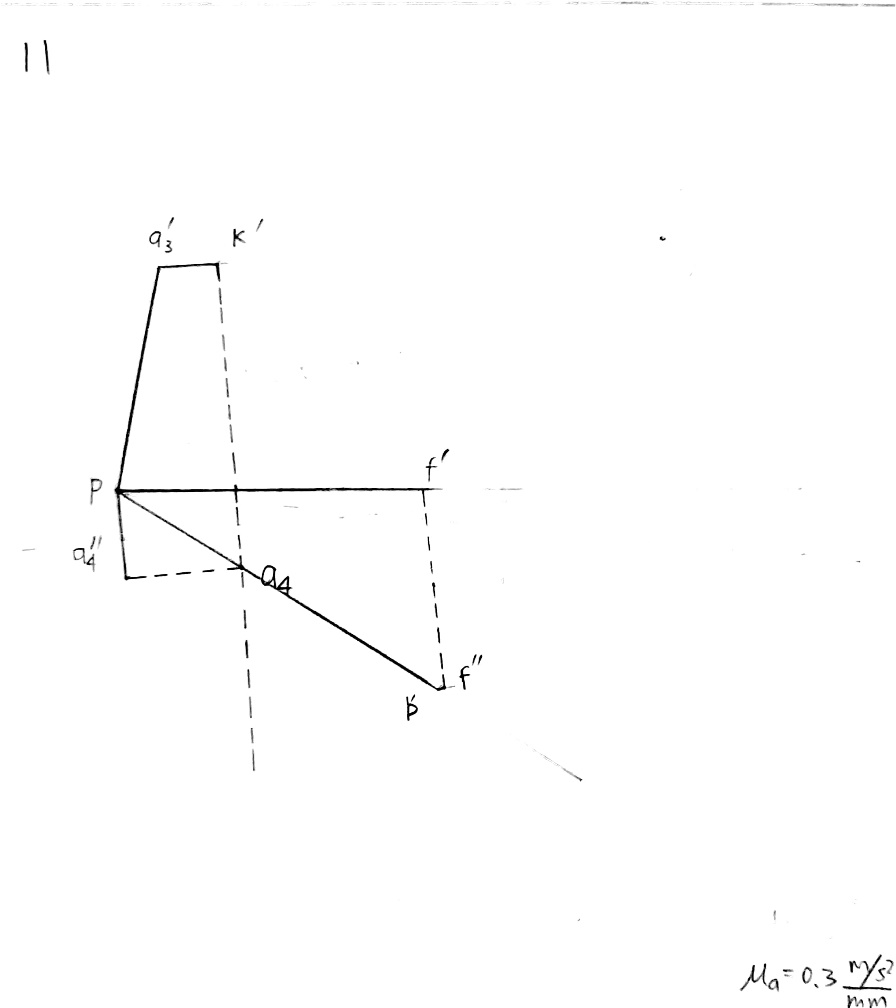 11
a₃′ K′
P f′
a₄″
a₄
f″
b′
μa=0.3 m/s²/mm